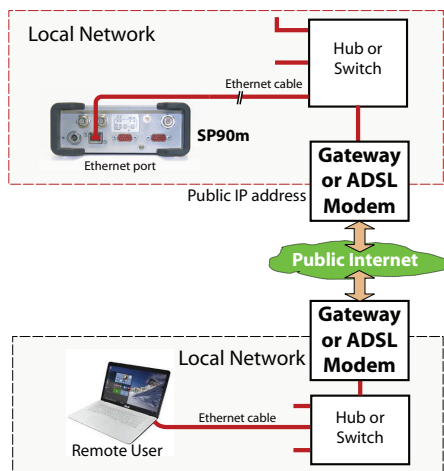 Local Network
Hub or
Switch
Ethernet cable
SP90m
Ethernet port
Gateway
or ADSL
Modem
Public IP address
Public Internet
Gateway
or ADSL
Modem
Local Network
Ethernet cable
Hub or
Switch
Remote User